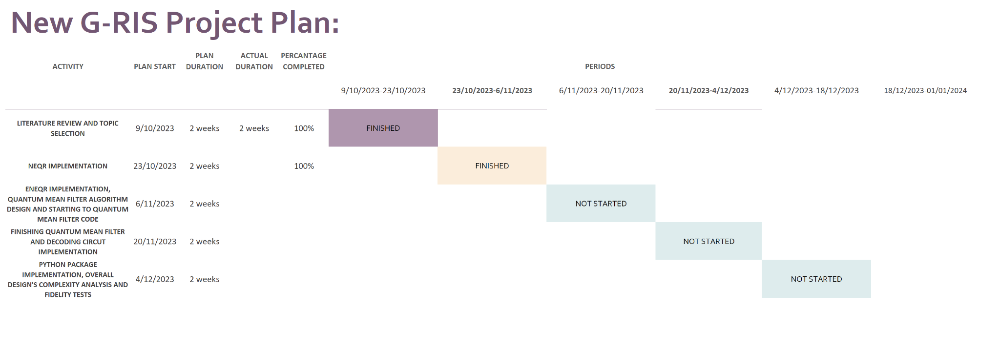 New G-RIS Project Plan:
ACTIVITY
PLAN START
PLAN
DURATION
ACTUAL
DURATION
PERCANTAGE
COMPLETED
PERIODS
9/10/2023-23/10/2023
23/10/2023-6/11/2023
6/11/2023-20/11/2023
20/11/2023-4/12/2023
4/12/2023-18/12/2023
18/12/2023-01/01/2024
LITERATURE REVIEW AND TOPIC
SELECTION
9/10/2023
2 weeks
2 weeks
100%
FINISHED
NEQR IMPLEMENTATION
23/10/2023
2 weeks
100%
FINISHED
ENEQR IMPLEMENTATION,
QUANTUM MEAN FILTER ALGORITHM
DESIGN AND STARTING TO QUANTUM
MEAN FILTER CODE
6/11/2023
2 weeks
NOT STARTED
FINISHING QUANTUM MEAN FILTER
AND DECODING CIRCUT
IMPLEMENTATION
20/11/2023
2 weeks
NOT STARTED
PYTHON PACKAGE
IMPLEMENTATION, OVERALL
DESIGN'S COMPLEXITY ANALYSIS AND
FIDELITY TESTS
4/12/2023
2 weeks
NOT STARTED